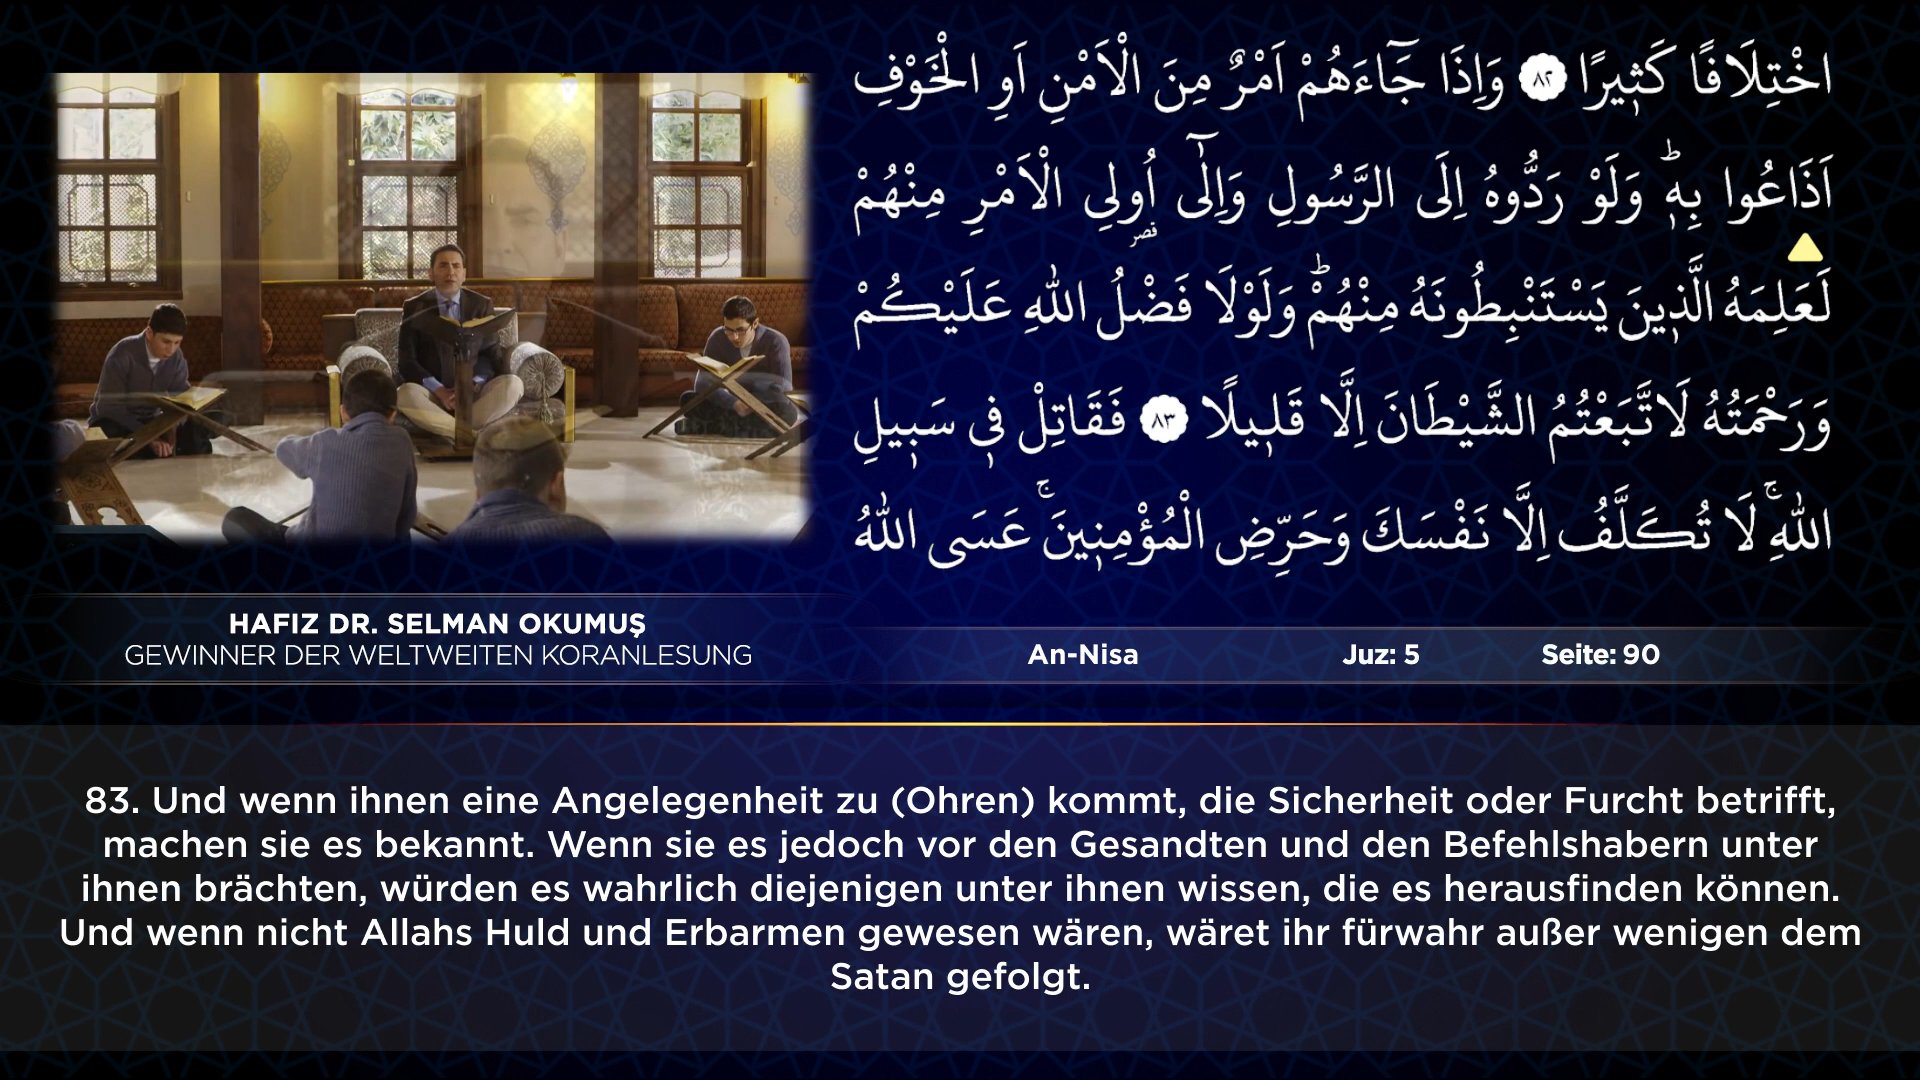 اخْتِلَافًا كَثٖيرًا ﴿٨٢﴾ وَاِذَا جَٓاءَهُمْ اَمْرٌ مِنَ الْاَمْنِ اَوِ الْخَوْفِ
اَذَاعُوا بِهٖؕ وَلَوْ رَدُّوهُ اِلَى الرَّسُولِ وَاِلٰٓى اُولِى الْاَمْرِ مِنْهُمْ
قصر
لَعَلِمَهُ الَّذٖينَ يَسْتَنْبِطُونَهُ مِنْهُمْؕ وَلَوْلَا فَضْلُ اللّٰهِ عَلَيْكُمْ
وَرَحْمَتُهُ لَاتَّبَعْتُمُ الشَّيْطَانَ اِلَّا قَلٖيلًا ﴿٨٣﴾ فَقَاتِلْ فٖى سَبٖيلِ
اللّٰهِۚ لَا تُكَلَّفُ اِلَّا نَفْسَكَ وَحَرِّضِ الْمُؤْمِنٖينَۚ عَسَى اللّٰهُ
HAFIZ DR. SELMAN OKUMUŞ
GEWINNER DER WELTWEITEN KORANLESUNG
An-Nisa Juz: 5 Seite: 90
83. Und wenn ihnen eine Angelegenheit zu (Ohren) kommt, die Sicherheit oder Furcht betrifft,
machen sie es bekannt. Wenn sie es jedoch vor den Gesandten und den Befehlshabern unter
ihnen brächten, würden es wahrlich diejenigen unter ihnen wissen, die es herausfinden können.
Und wenn nicht Allahs Huld und Erbarmen gewesen wären, wäret ihr fürwahr außer wenigen dem
Satan gefolgt.